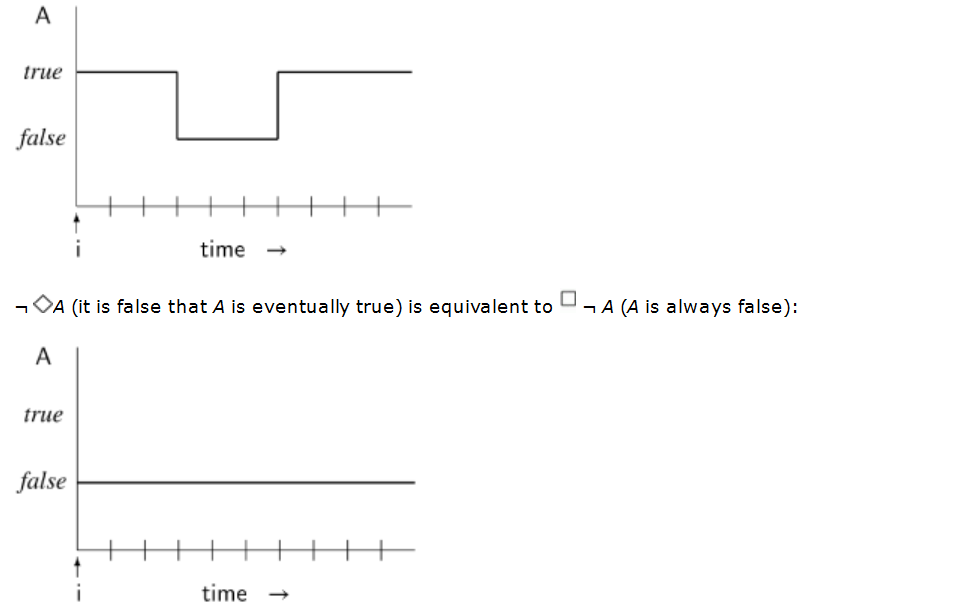 A
true
false
i
time →
¬ ◇A (it is false that A is eventually true) is equivalent to □ ¬ A (A is always false):
A
true
false
i
time →